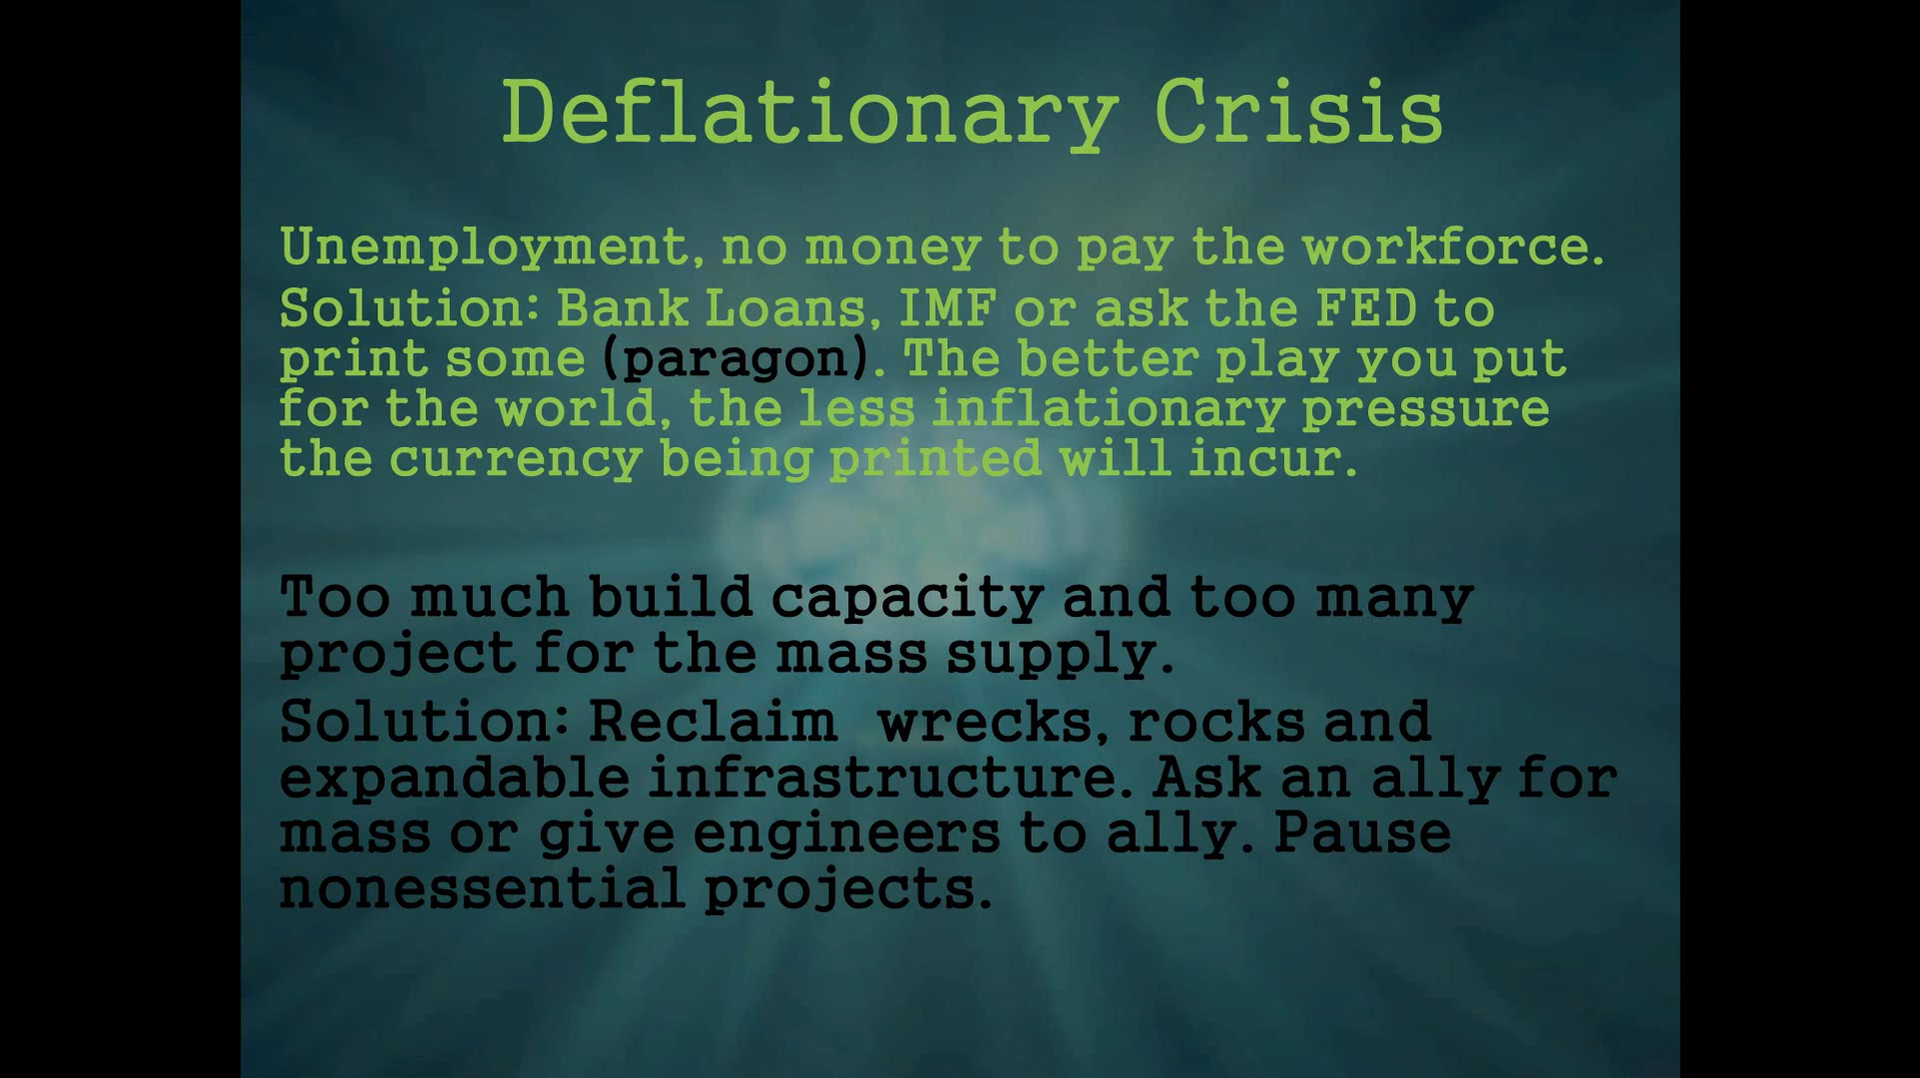 Deflationary Crisis
Unemployment, no money to pay the workforce.
Solution: Bank Loans, IMF or ask the FED to
print some (paragon). The better play you put
for the world, the less inflationary pressure
the currency being printed will incur.
Too much build capacity and too many
project for the mass supply.
Solution: Reclaim  wrecks, rocks and
expandable infrastructure. Ask an ally for
mass or give engineers to ally. Pause
nonessential projects.